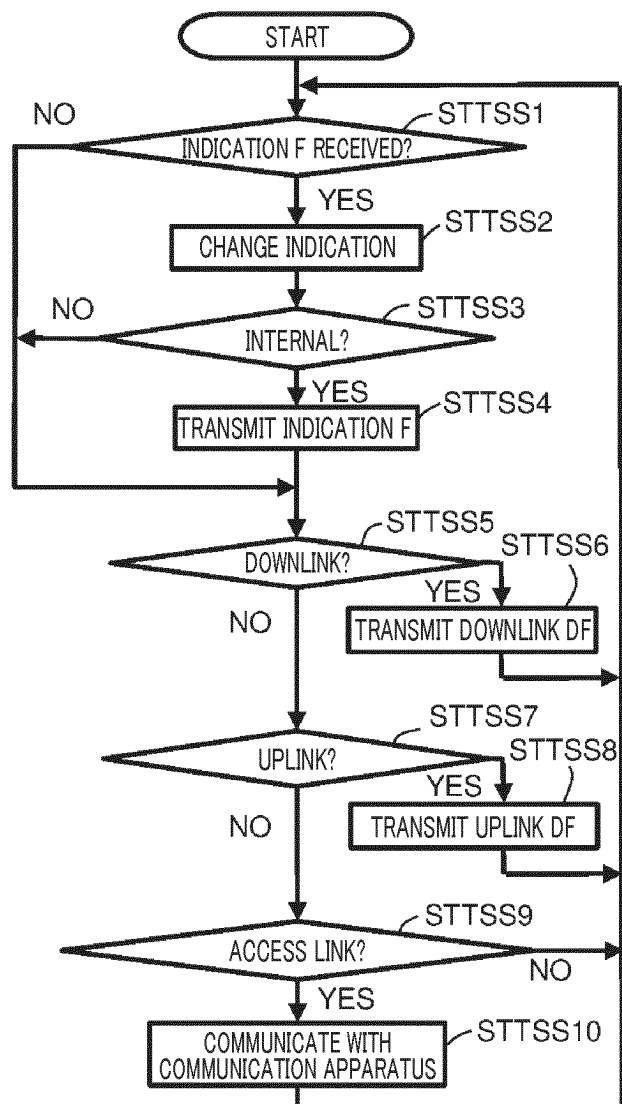 START
NO
STTSS1
INDICATION F RECEIVED?
YES
STTSS2
CHANGE INDICATION
NO
STTSS3
INTERNAL?
YES
STTSS4
TRANSMIT INDICATION F
STTSS5
DOWNLINK?
STTSS6
YES
NO
TRANSMIT DOWNLINK DF
STTSS7
UPLINK?
STTSS8
YES
NO
TRANSMIT UPLINK DF
STTSS9
ACCESS LINK?
NO
YES
STTSS10
COMMUNICATE WITH
COMMUNICATION APPARATUS